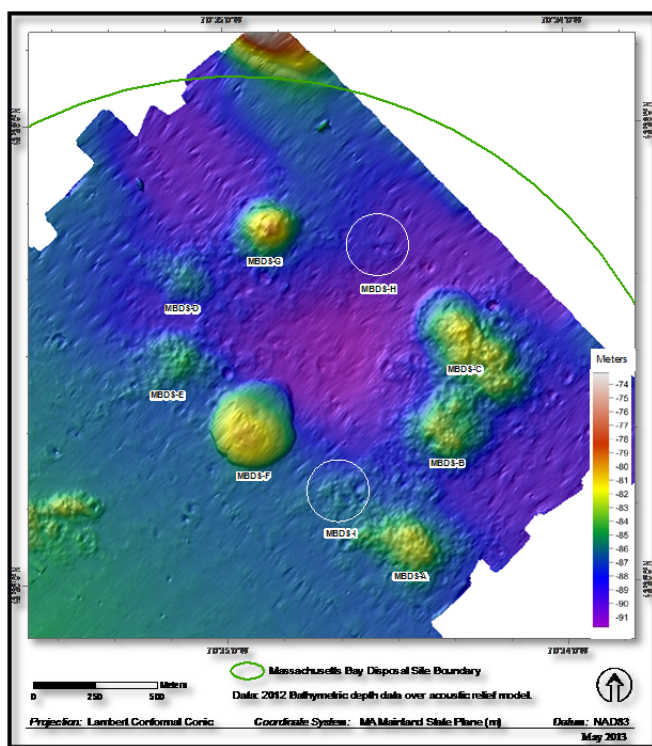 MBDS-G
MBDS-H
MBDS-D
MBDS-C
MBDS-E
MBDS-B
MBDS-F
MBDS-I
MBDS-A
Meters
-74
-75
-76
-77
-78
-79
-80
-81
-82
-83
-84
-85
-86
-87
-88
-89
-90
-91
Massachusetts Bay Disposal Site Boundary
Meters
0 250 500
Data: 2012 Bathymetric depth data over acoustic relief model.
Projection: Lambert Conformal Conic Coordinate System: MA Mainland State Plane (m) Datum: NAD83
May 2013